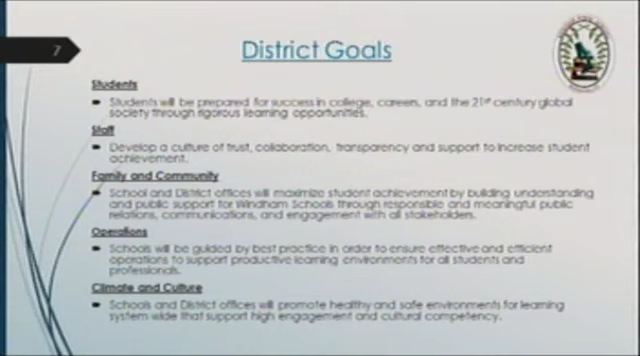 7
District Goals
Students
Students will be prepared for success in college, careers, and the 21st century global
society through rigorous learning opportunities.
Staff
Develop a culture of trust, collaboration, transparency and support to increase student
achievement.
Family and Community
School and District offices will maximize student achievement by building understanding
and public support for Windham Schools through responsible and meaningful public
relations, communications, and engagement with all stakeholders.
Operations
Schools will be guided by best practice in order to ensure effective and efficient
operations to support productive learning environments for all students and
professionals.
Climate and Culture
Schools and District offices will promote healthy and safe environments for learning
system wide that support high engagement and cultural competency.